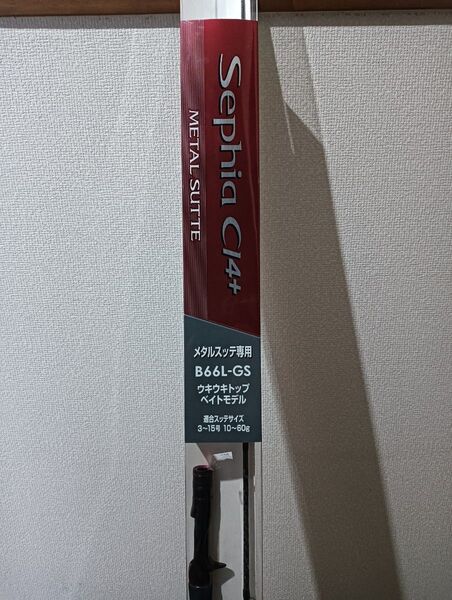 Sephia CI4+
METAL SUTTE
メタルスッテ専用
B66L-GS
ウキウキトップ
ベイトモデル
適合スッテサイズ
3〜15号 10〜60g